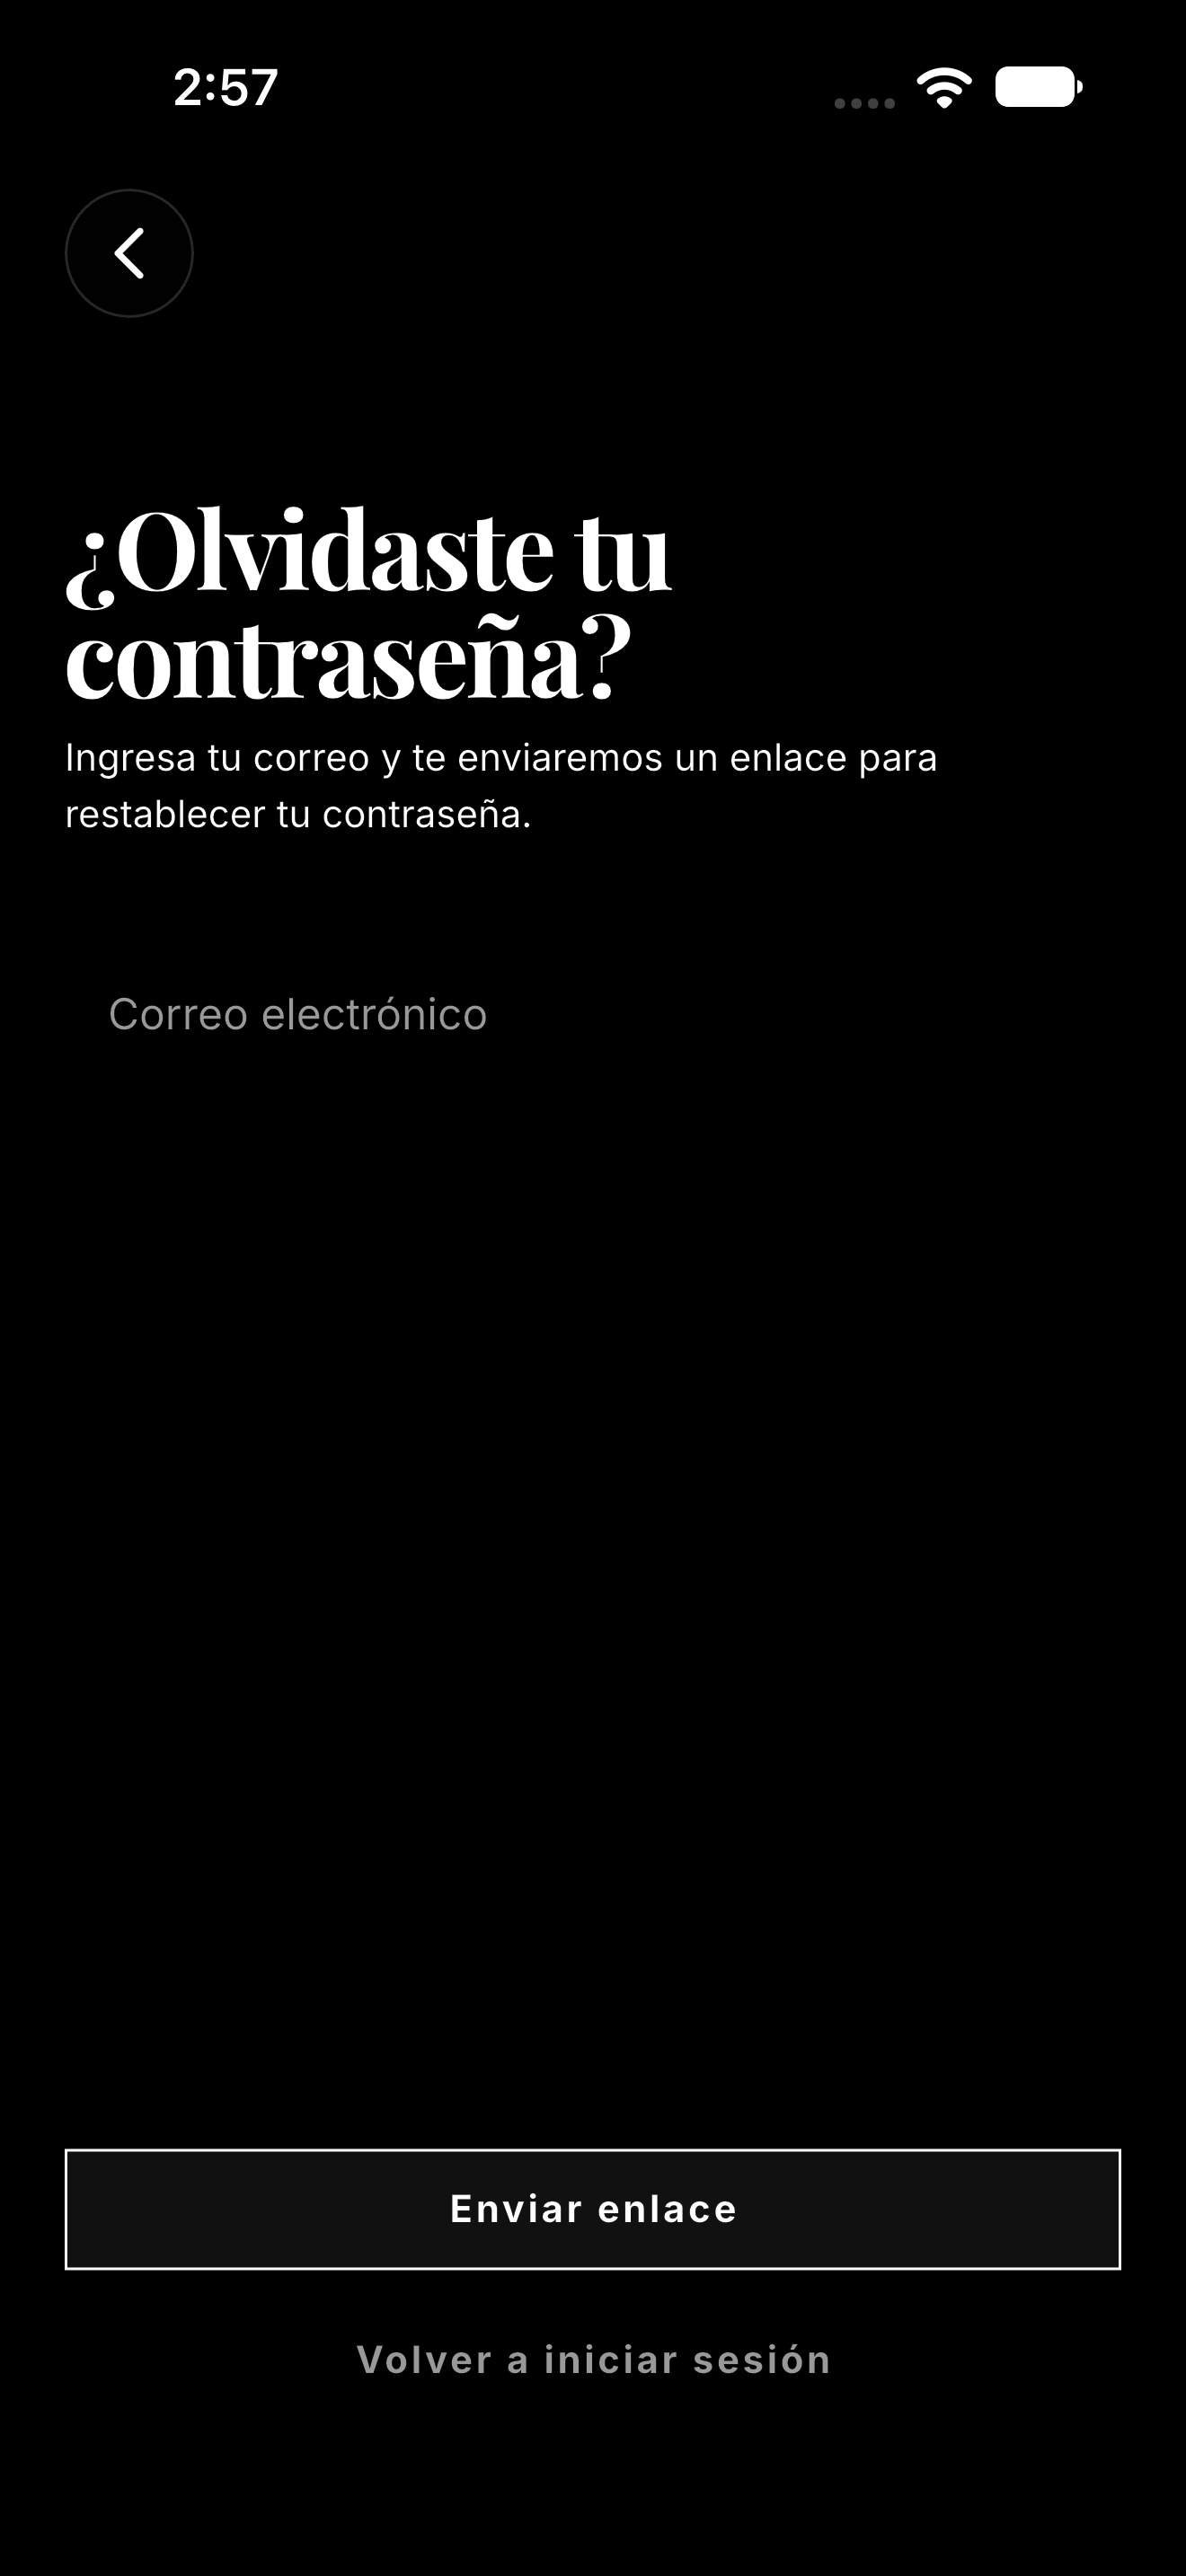 2:57
¿Olvidaste tu
contraseña?
Ingresa tu correo y te enviaremos un enlace para
restablecer tu contraseña.
Correo electrónico
Enviar enlace
Volver a iniciar sesión